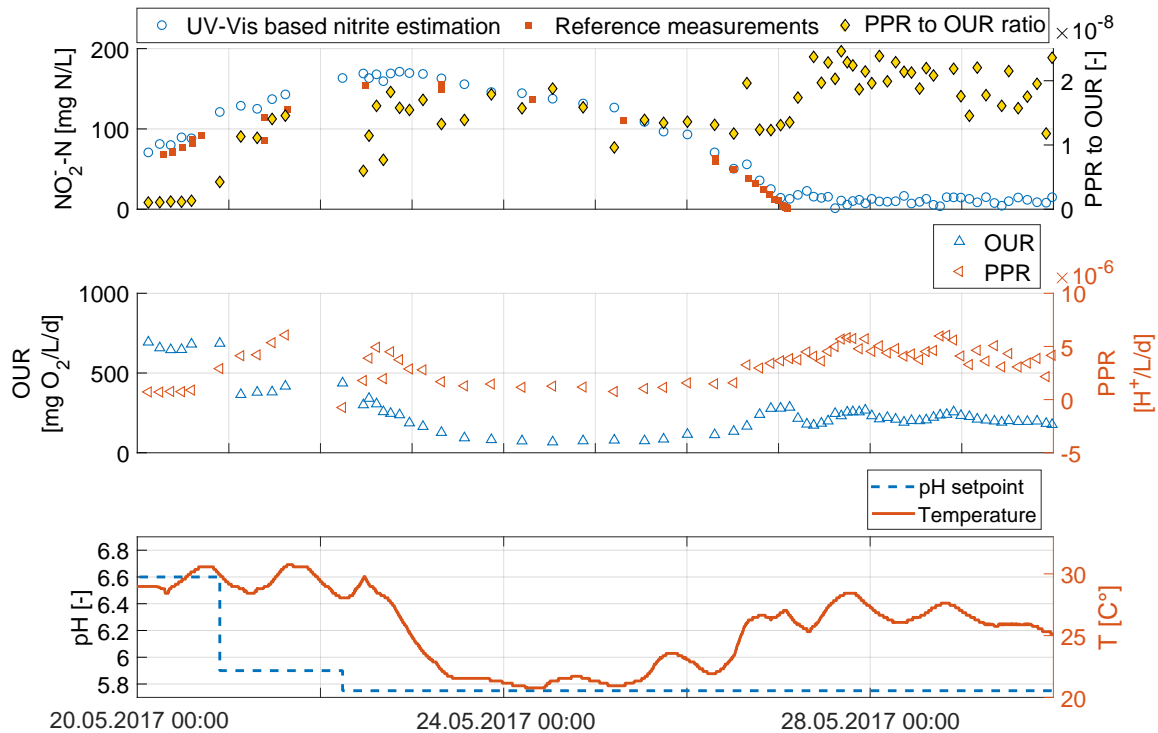 UV-Vis based nitrite estimation Reference measurements PPR to OUR ratio
×10⁻⁸
NO₂⁻-N [mg N/L]
200
100
0
2
1
0
PPR to OUR [-]
OUR
PPR
×10⁻⁶
OUR
[mg O₂/L/d]
1000
500
0
10
5
0
-5
PPR
[H⁺/L/d]
pH setpoint
Temperature
pH [-]
6.8
6.6
6.4
6.2
6
5.8
30
25
20
T [C°]
20.05.2017 00:00 24.05.2017 00:00 28.05.2017 00:00